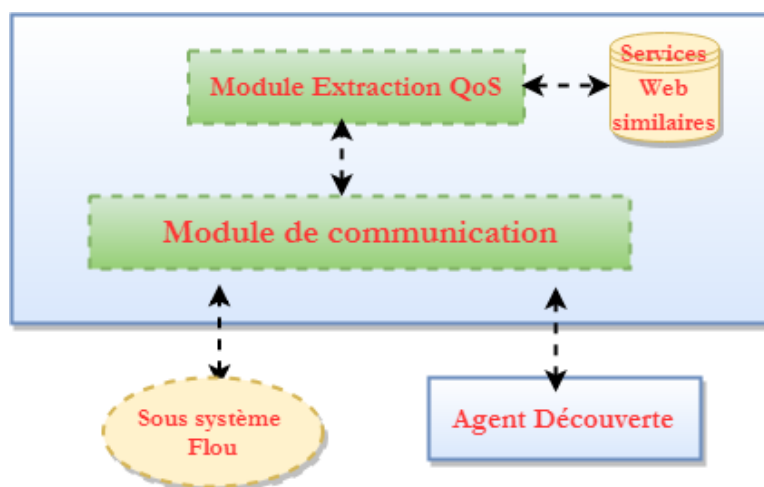 Module Extraction QoS
Services
Web
similaires
Module de communication
Sous système
Flou
Agent Découverte